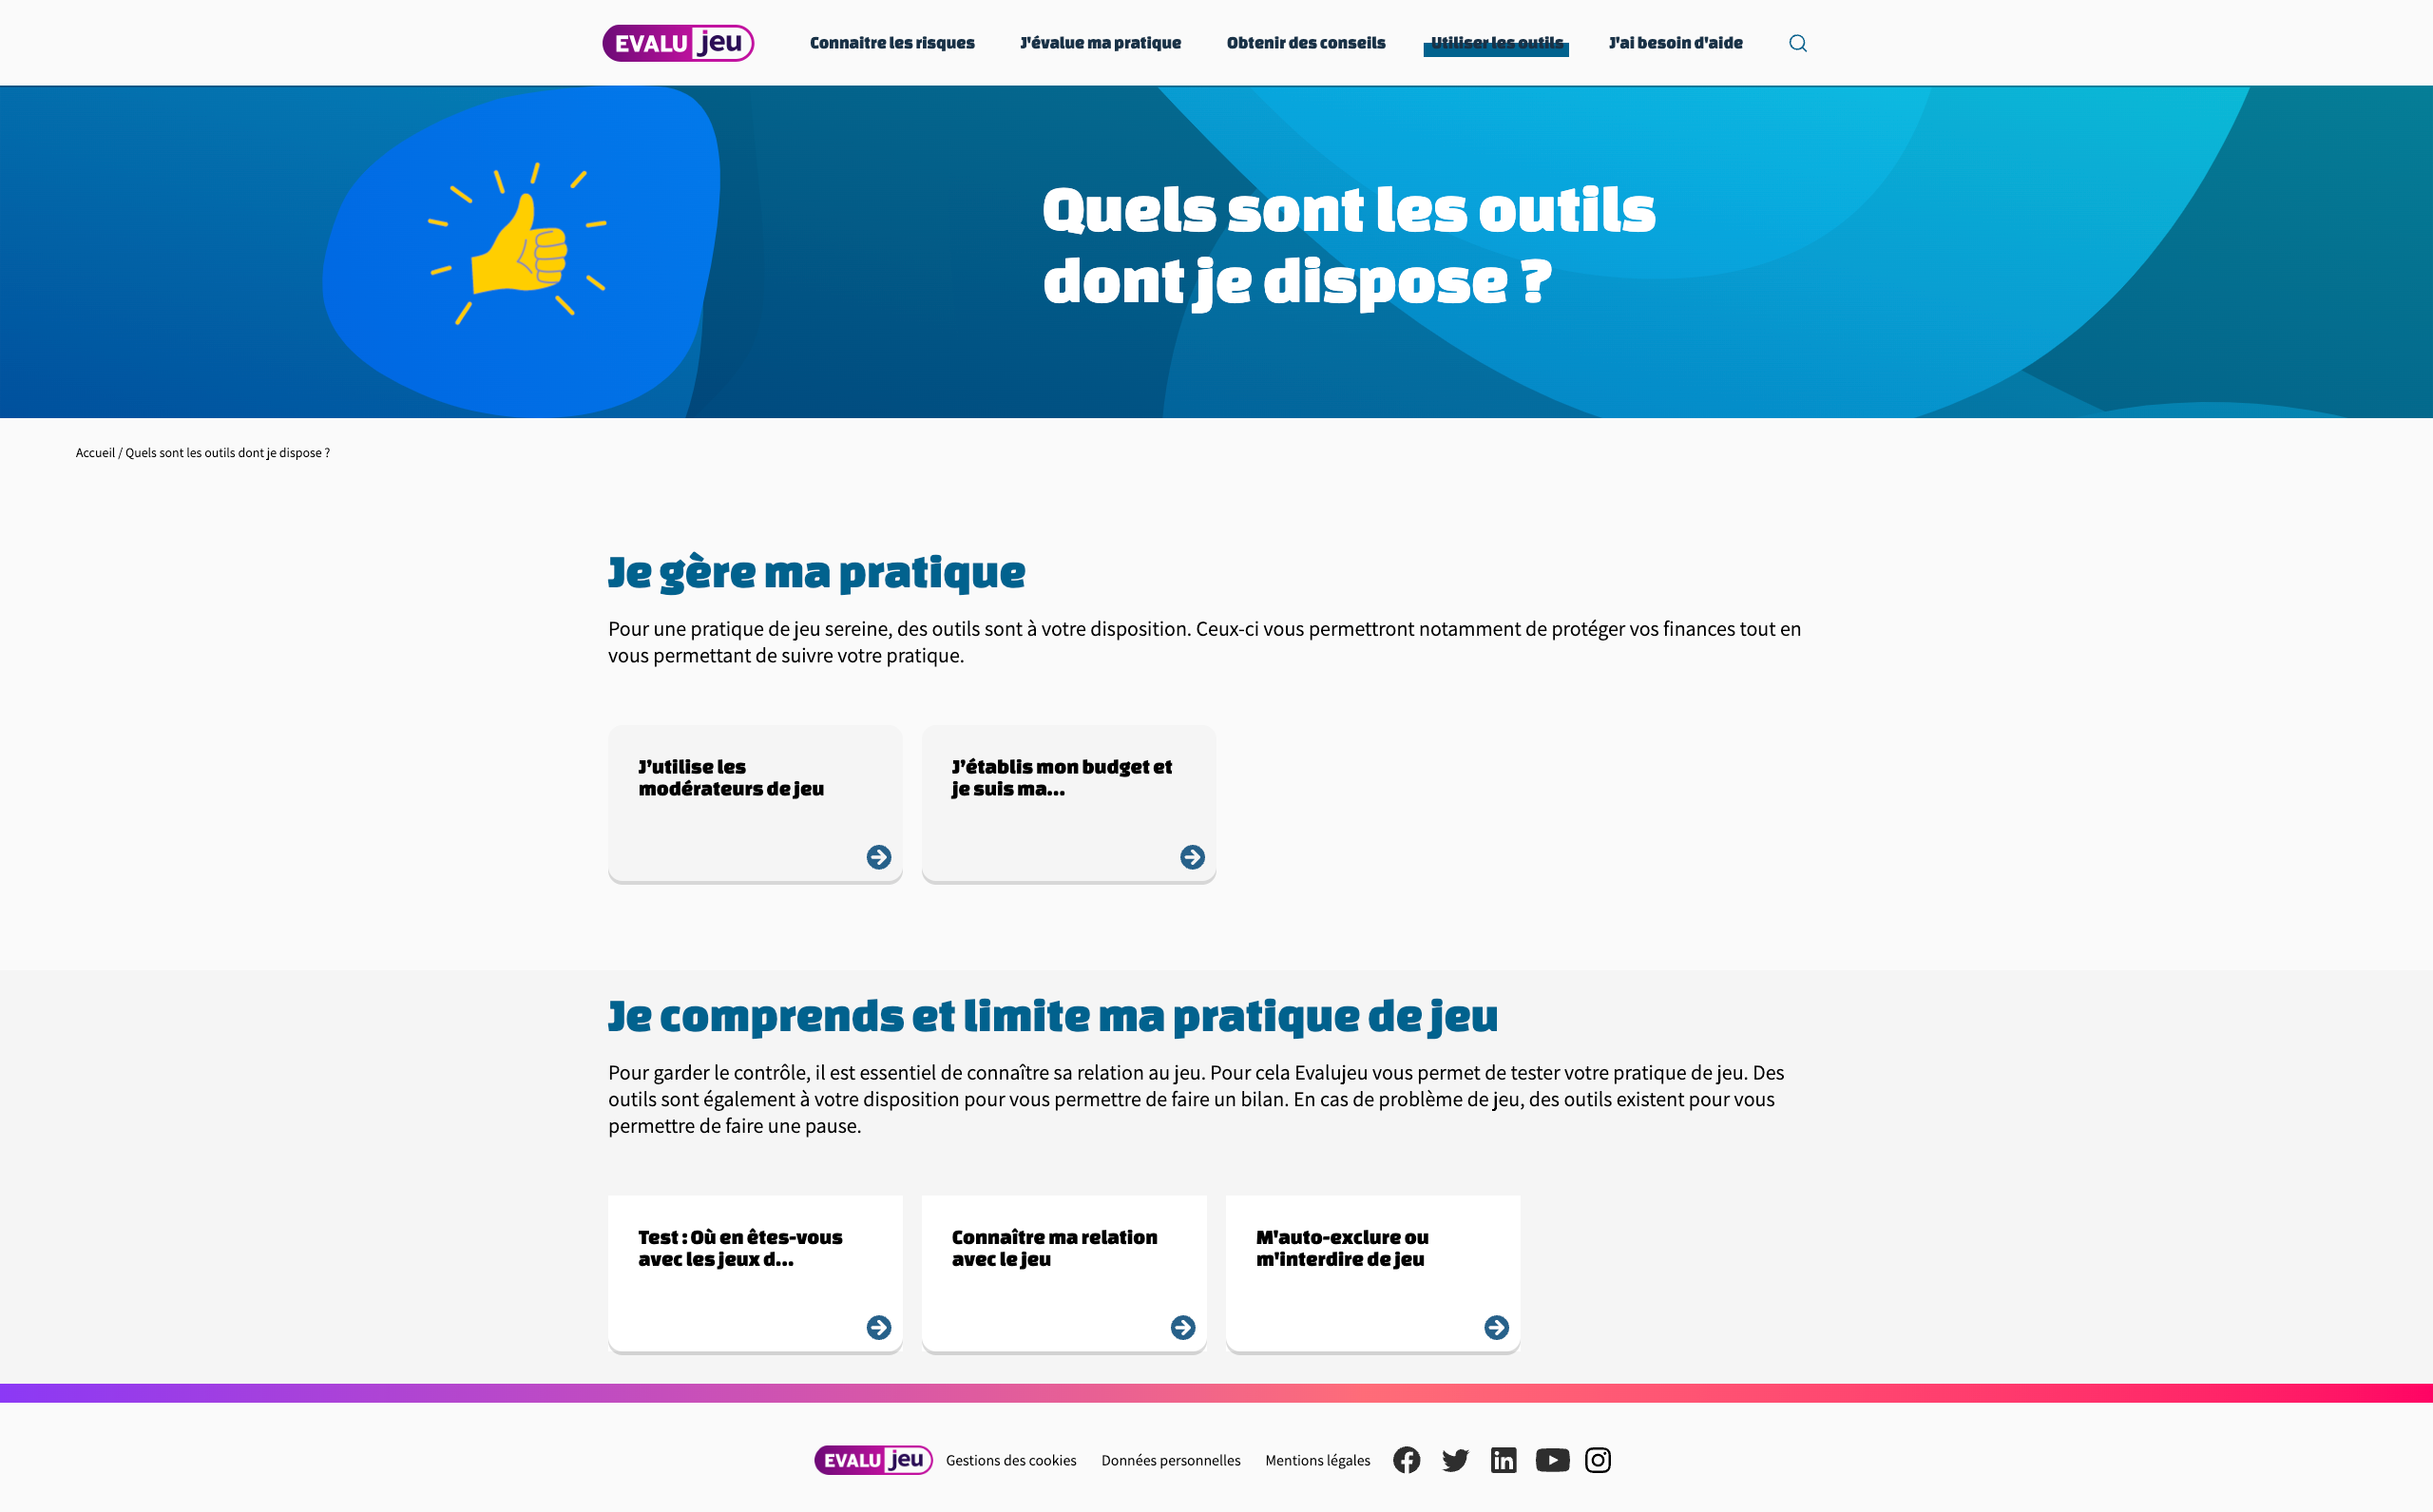 EVALU jeu
Connaitre les risques
J'évalue ma pratique
Obtenir des conseils
Utiliser les outils
J'ai besoin d'aide
Quels sont les outils
dont je dispose ?
Accueil / Quels sont les outils dont je dispose ?
Je gère ma pratique
Pour une pratique de jeu sereine, des outils sont à votre disposition. Ceux-ci vous permettront notamment de protéger vos finances tout en
vous permettant de suivre votre pratique.
J’utilise les
modérateurs de jeu
J’établis mon budget et
je suis ma...
Je comprends et limite ma pratique de jeu
Pour garder le contrôle, il est essentiel de connaître sa relation au jeu. Pour cela Evalujeu vous permet de tester votre pratique de jeu. Des
outils sont également à votre disposition pour vous permettre de faire un bilan. En cas de problème de jeu, des outils existent pour vous
permettre de faire une pause.
Test : Où en êtes-vous
avec les jeux d...
Connaître ma relation
avec le jeu
M'auto-exclure ou
m'interdire de jeu
EVALU jeu
Gestions des cookies
Données personnelles
Mentions légales